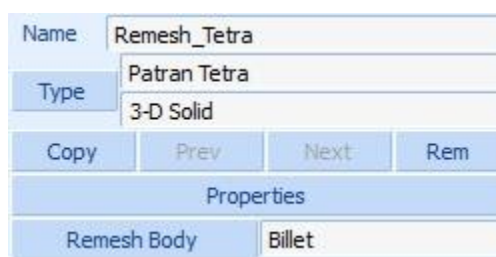 Name Remesh_Tetra
Type Patran Tetra
3-D Solid
Copy Prev Next Rem
Properties
Remesh Body Billet